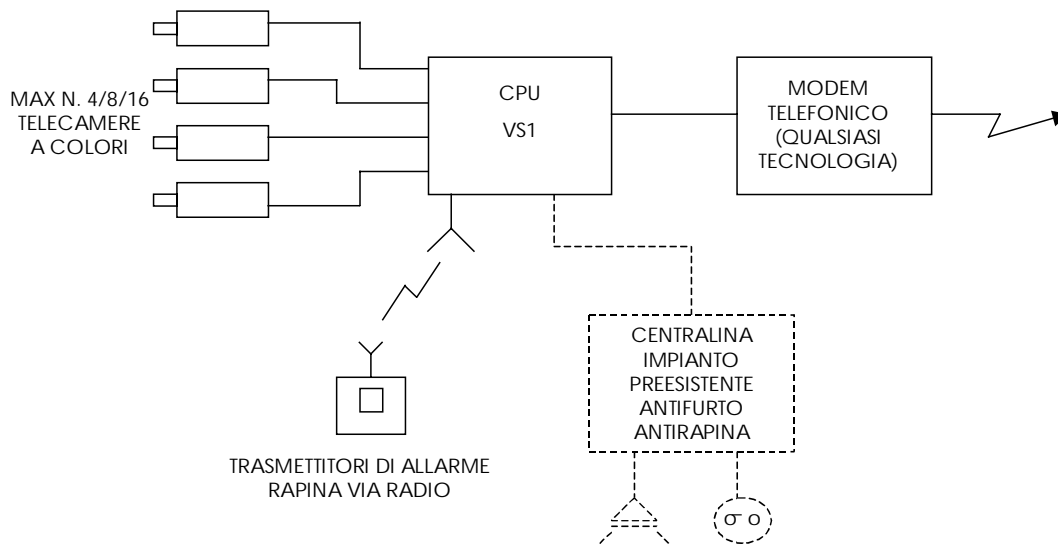 MAX N. 4/8/16
TELECAMERE
A COLORI
CPU
VS1
MODEM
TELEFONICO
(QUALSIASI
TECNOLOGIA)
CENTRALINA
IMPIANTO
PREESISTENTE
ANTIFURTO
ANTIRAPINA
TRASMETTITORI DI ALLARME
RAPINA VIA RADIO